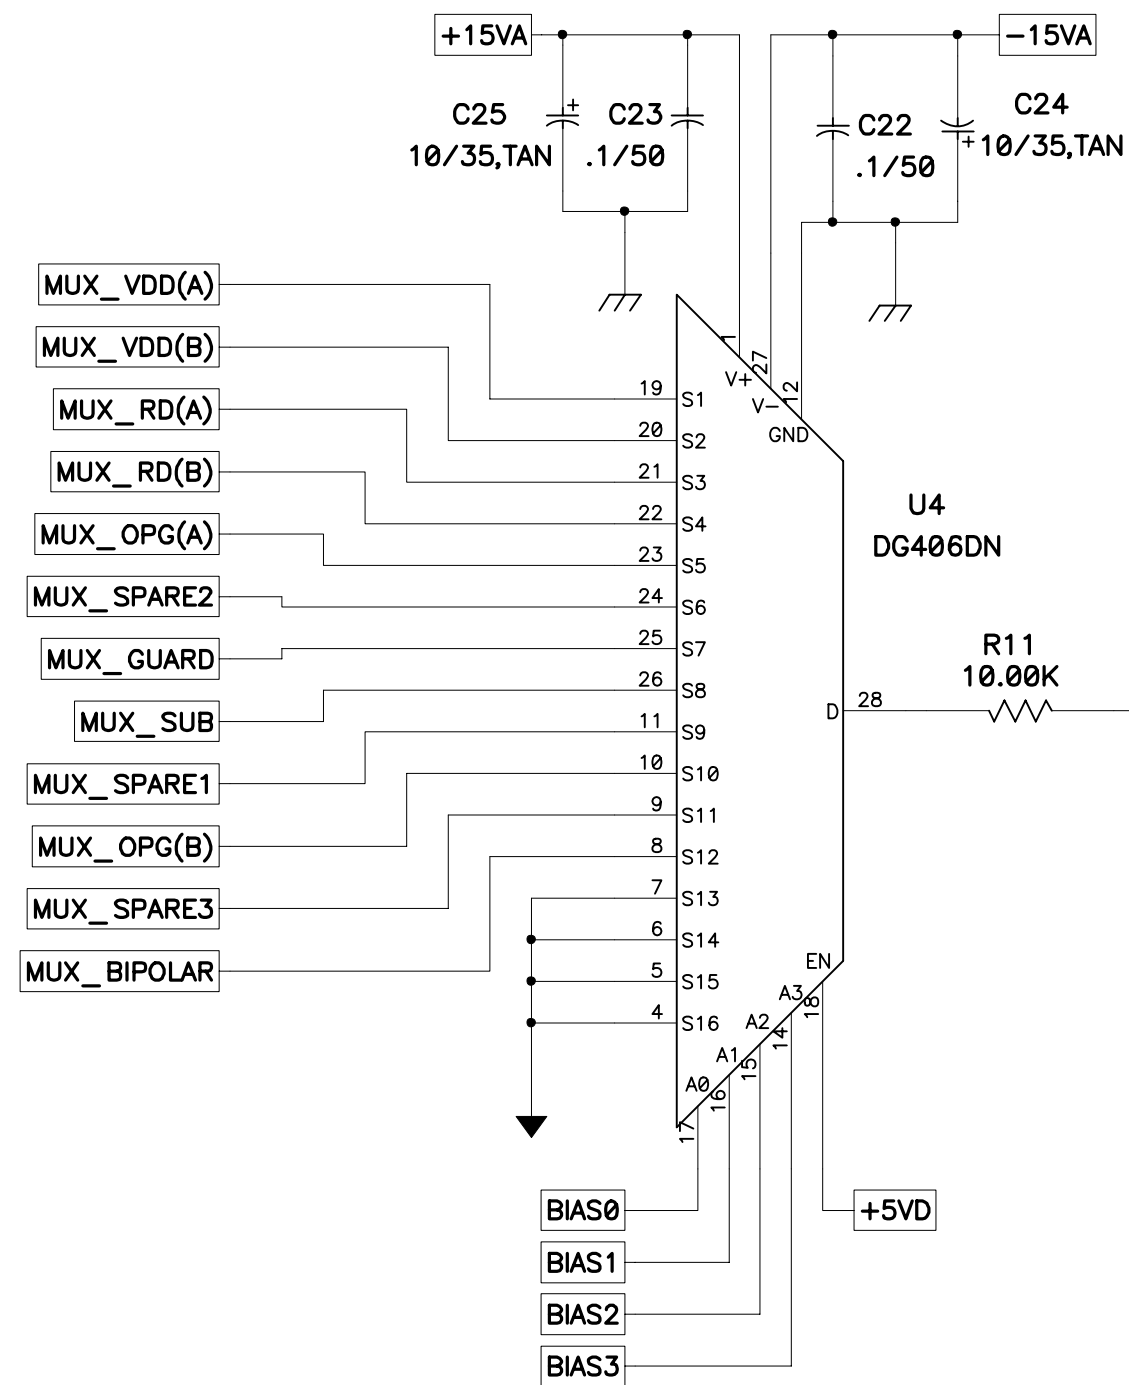 +15VA
-15VA
C25
+
10/35,TAN
C23
.1/50
C22
.1/50
C24
+
10/35,TAN
MUX_VDD(A)
MUX_VDD(B)
MUX_RD(A)
MUX_RD(B)
MUX_OPG(A)
MUX_SPARE2
MUX_GUARD
MUX_SUB
MUX_SPARE1
MUX_OPG(B)
MUX_SPARE3
MUX_BIPOLAR
1
V+
27
V-
12
GND
19 S1
20 S2
21 S3
22 S4
23 S5
24 S6
25 S7
26 S8
11 S9
10 S10
9 S11
8 S12
7 S13
6 S14
5 S15
4 S16
U4
DG406DN
R11
10.00K
D 28
EN
18
A3
14
A2
15
A1
16
A0
17
BIAS0
+5VD
BIAS1
BIAS2
BIAS3